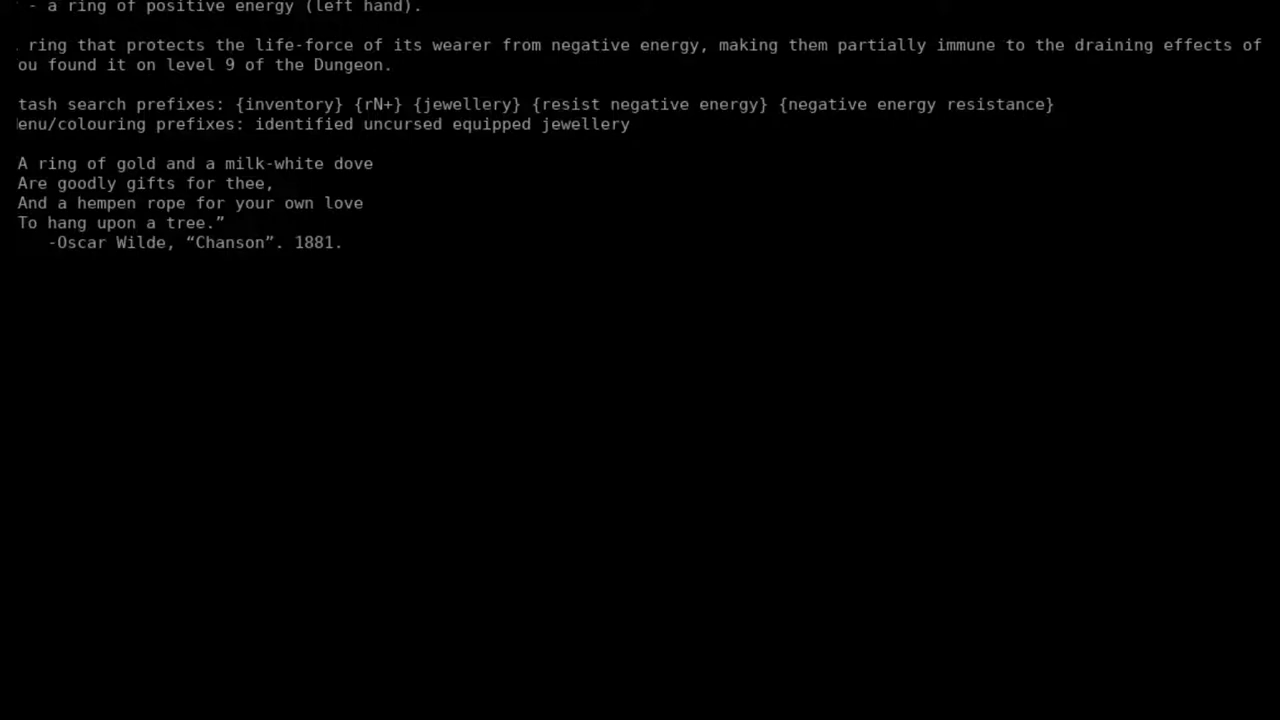 - a ring of positive energy (left hand).
ring that protects the life-force of its wearer from negative energy, making them partially immune to the draining effects of
ou found it on level 9 of the Dungeon.
tash search prefixes: {inventory} {rN+} {jewellery} {resist negative energy} {negative energy resistance}
enu/colouring prefixes: identified uncursed equipped jewellery
A ring of gold and a milk-white dove
Are goodly gifts for thee,
And a hempen rope for your own love
To hang upon a tree.”
-Oscar Wilde, “Chanson”. 1881.